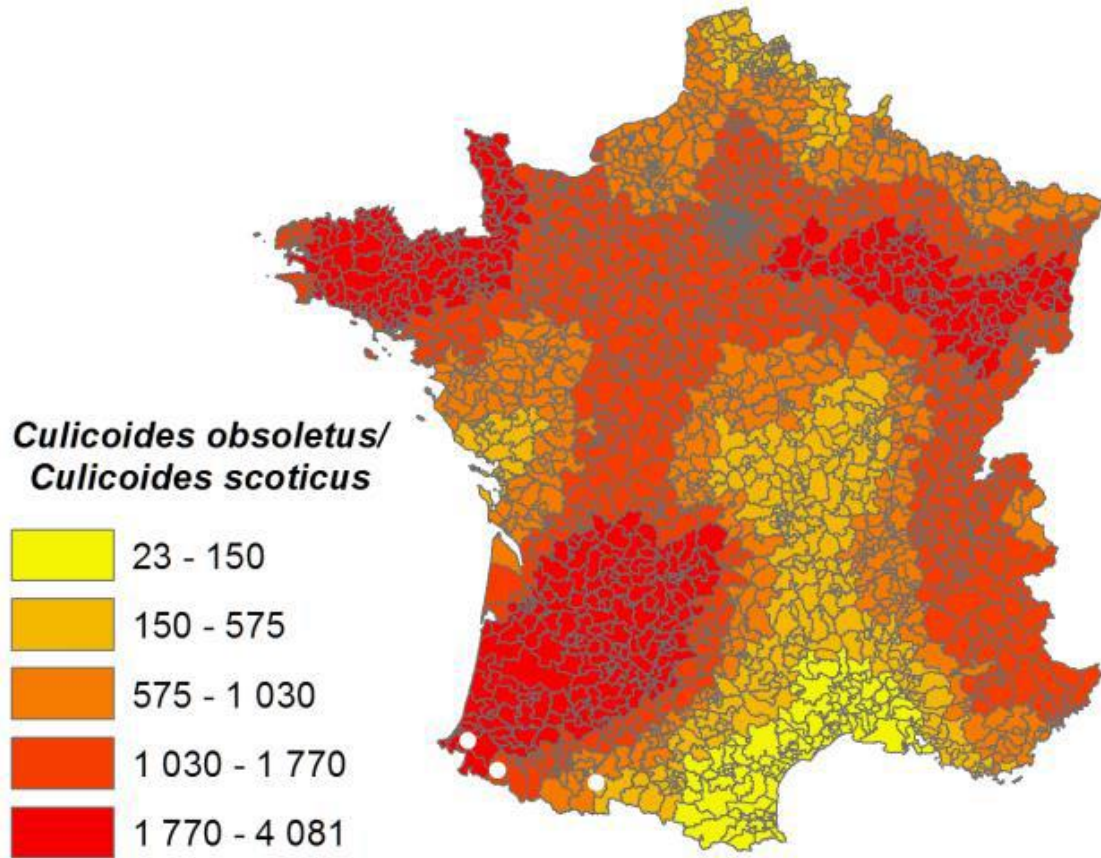 Culicoides obsoletus/
Culicoides scoticus
23 - 150
150 - 575
575 - 1 030
1 030 - 1 770
1 770 - 4 081